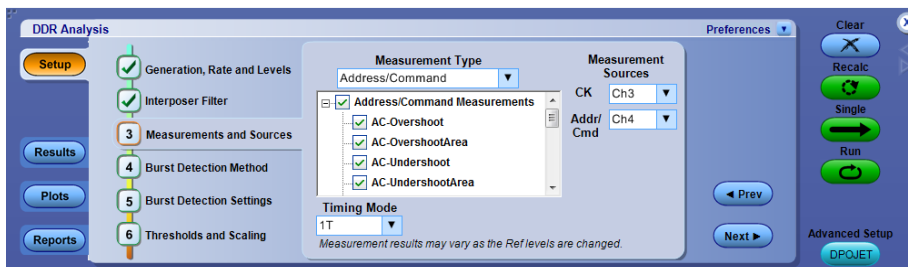 DDR Analysis
Preferences
Clear
Setup
Recalc
Single
Results
Run
Plots
Reports
Generation, Rate and Levels
Interposer Filter
3 Measurements and Sources
4 Burst Detection Method
5 Burst Detection Settings
6 Thresholds and Scaling
Measurement Type
Address/Command
Address/Command Measurements
AC-Overshoot
AC-OvershootArea
AC-Undershoot
AC-UndershootArea
Timing Mode
1T
Measurement results may vary as the Ref levels are changed.
Measurement
Sources
CK Ch3
Addr/ Ch4
Cmd
Prev
Next
Advanced Setup
DPOJET